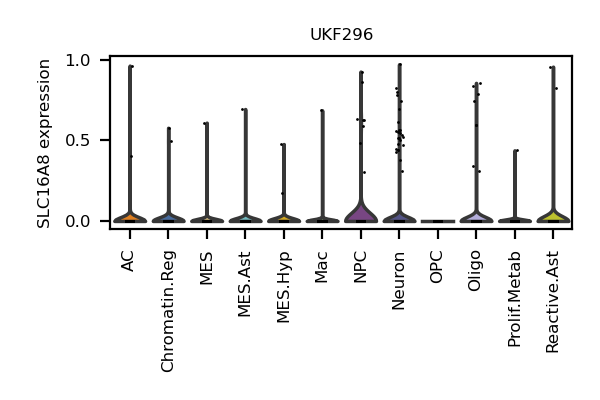 UKF296
SLC16A8 expression
1.0
0.5
0.0
AC
Chromatin.Reg
MES
MES.Ast
MES.Hyp
Mac
NPC
Neuron
OPC
Oligo
Prolif.Metab
Reactive.Ast